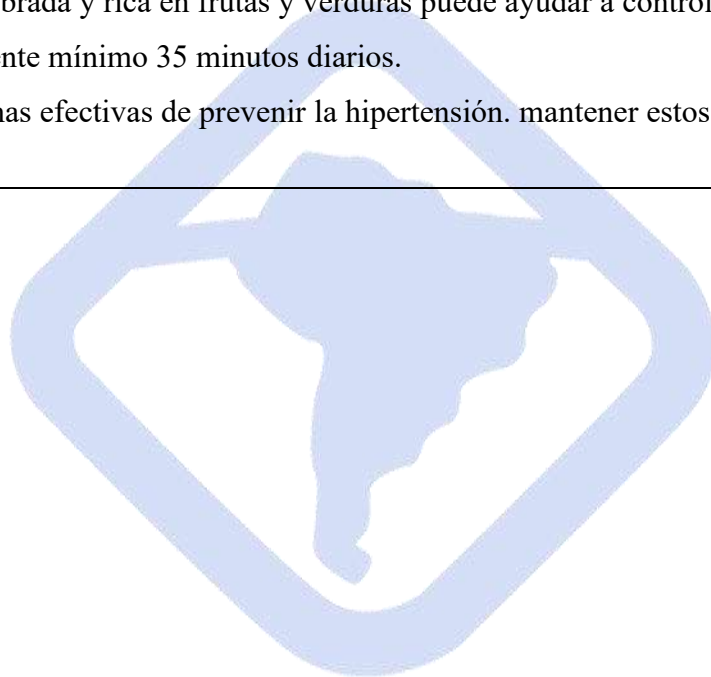 brada y rica en frutas y verduras puede ayudar a control
ente mínimo 35 minutos diarios.
nas efectivas de prevenir la hipertensión. mantener estos